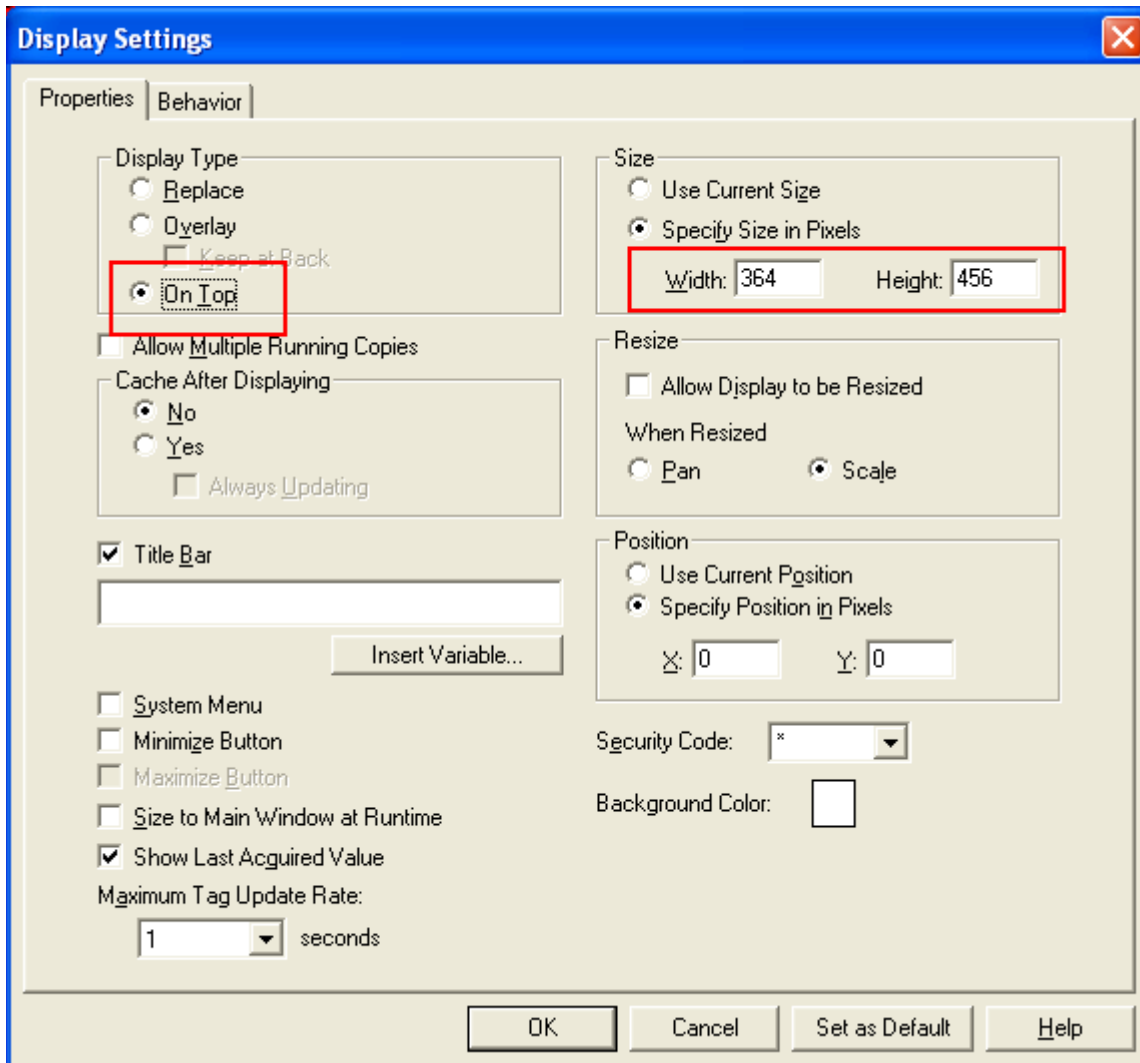 Display Settings
Properties
Behavior
Display Type
Replace
Overlay
Keep at Back
On Top
Allow Multiple Running Copies
Cache After Displaying
No
Yes
Always Updating
Title Bar
Insert Variable...
System Menu
Minimize Button
Maximize Button
Size to Main Window at Runtime
Show Last Acquired Value
Maximum Tag Update Rate:
1 seconds
Size
Use Current Size
Specify Size in Pixels
Width: 364 Height: 456
Resize
Allow Display to be Resized
When Resized
Pan Scale
Position
Use Current Position
Specify Position in Pixels
X: 0 Y: 0
Security Code: *
Background Color:
OK Cancel Set as Default Help